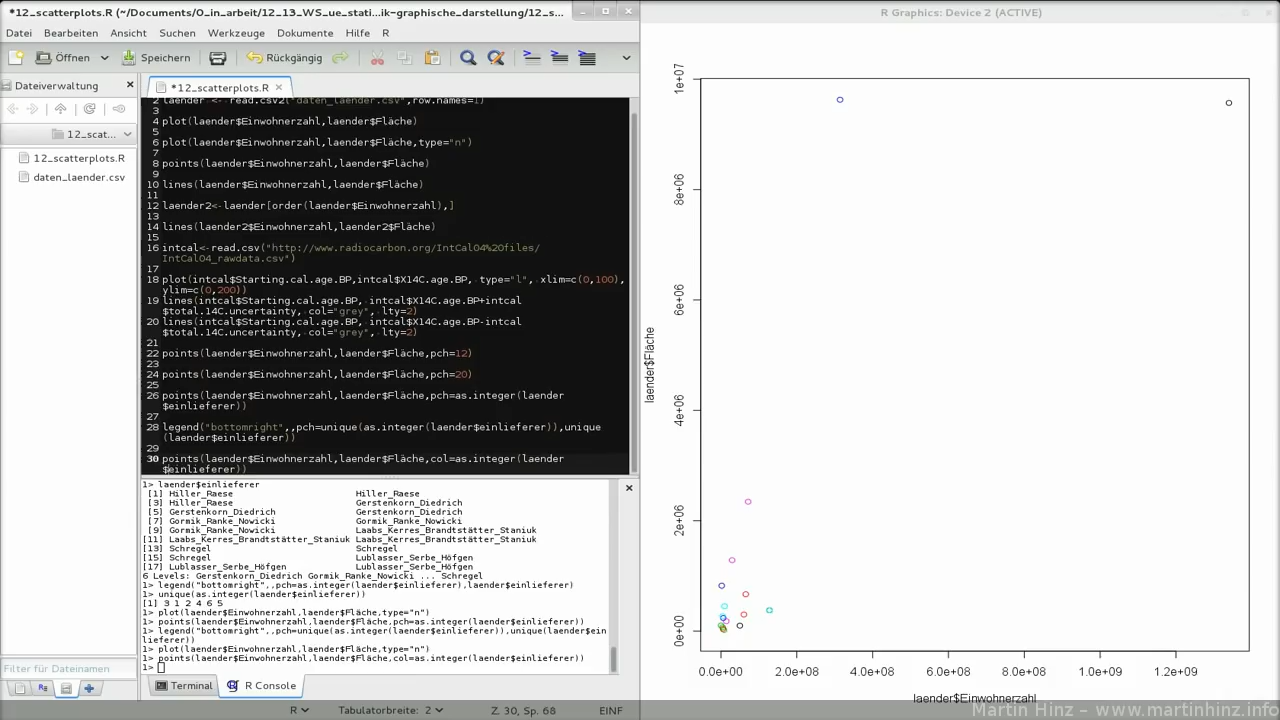 *12_scatterplots.R (~/Documents/O_in_arbeit/12_13_WS_ue_stati...ik-graphische_darstellung/12_s...
R Graphics: Device 2 (ACTIVE)
Datei Bearbeiten Ansicht Suchen Werkzeuge Dokumente Hilfe R
Öffnen Speichern Rückgängig
Dateiverwaltung
*12_scatterplots.R
12_scat...
12_scatterplots.R
daten_laender.csv
2 laender <- read.csv2("daten_laender.csv",row.names=1)
3
4 plot(laender$Einwohnerzahl,laender$Fläche)
5
6 plot(laender$Einwohnerzahl,laender$Fläche,type="n")
7
8 points(laender$Einwohnerzahl,laender$Fläche)
9
10 lines(laender$Einwohnerzahl,laender$Fläche)
11
12 laender2<-laender[order(laender$Einwohnerzahl),]
13
14 lines(laender2$Einwohnerzahl,laender2$Fläche)
15
16 intcal<-read.csv("http://www.radiocarbon.org/IntCal04%20files/
IntCal04_rawdata.csv")
17
18 plot(intcal$Starting.cal.age.BP,intcal$X14C.age.BP, type="l", xlim=c(0,100),
ylim=c(0,200))
19 lines(intcal$Starting.cal.age.BP, intcal$X14C.age.BP+intcal
$total.14C.uncertainty, col="grey", lty=2)
20 lines(intcal$Starting.cal.age.BP, intcal$X14C.age.BP-intcal
$total.14C.uncertainty, col="grey", lty=2)
21
22 points(laender$Einwohnerzahl,laender$Fläche,pch=12)
23
24 points(laender$Einwohnerzahl,laender$Fläche,pch=20)
25
26 points(laender$Einwohnerzahl,laender$Fläche,pch=as.integer(laender
$einlieferer))
27
28 legend("bottomright",,pch=unique(as.integer(laender$einlieferer)),unique
(laender$einlieferer))
29
30 points(laender$Einwohnerzahl,laender$Fläche,col=as.integer(laender
$einlieferer))
1> laender$einlieferer
[1] Hiller_Raese Hiller_Raese
[3] Hiller_Raese Gerstenkorn_Diedrich
[5] Gerstenkorn_Diedrich Gerstenkorn_Diedrich
[7] Gormik_Ranke_Nowicki Gormik_Ranke_Nowicki
[9] Gormik_Ranke_Nowicki Laabs_Kerres_Brandtstätter_Staniuk
[11] Laabs_Kerres_Brandtstätter_Staniuk Laabs_Kerres_Brandtstätter_Staniuk
[13] Schregel Schregel
[15] Schregel Lublasser_Serbe_Höfgen
[17] Lublasser_Serbe_Höfgen Lublasser_Serbe_Höfgen
6 Levels: Gerstenkorn_Diedrich Gormik_Ranke_Nowicki ... Schregel
1> legend("bottomright",,pch=as.integer(laender$einlieferer),laender$einlieferer)
1> unique(as.integer(laender$einlieferer))
[1] 3 1 2 4 6 5
1> plot(laender$Einwohnerzahl,laender$Fläche,type="n")
1> points(laender$Einwohnerzahl,laender$Fläche,pch=as.integer(laender$einlieferer))
1> legend("bottomright",,pch=unique(as.integer(laender$einlieferer)),unique(laender$ein
lieferer))
1> plot(laender$Einwohnerzahl,laender$Fläche,type="n")
1> points(laender$Einwohnerzahl,laender$Fläche,col=as.integer(laender$einlieferer))
1>
Filter für Dateinamen
Terminal R Console
R Tabulatorbreite: 2 Z. 30, Sp. 68 EINF
1e+07
8e+06
6e+06
4e+06
2e+06
0e+00
laender$Fläche
0.0e+00 2.0e+08 4.0e+08 6.0e+08 8.0e+08 1.0e+09 1.2e+09
laender$Einwohnerzahl
Martin Hinz - www.martinhinz.info